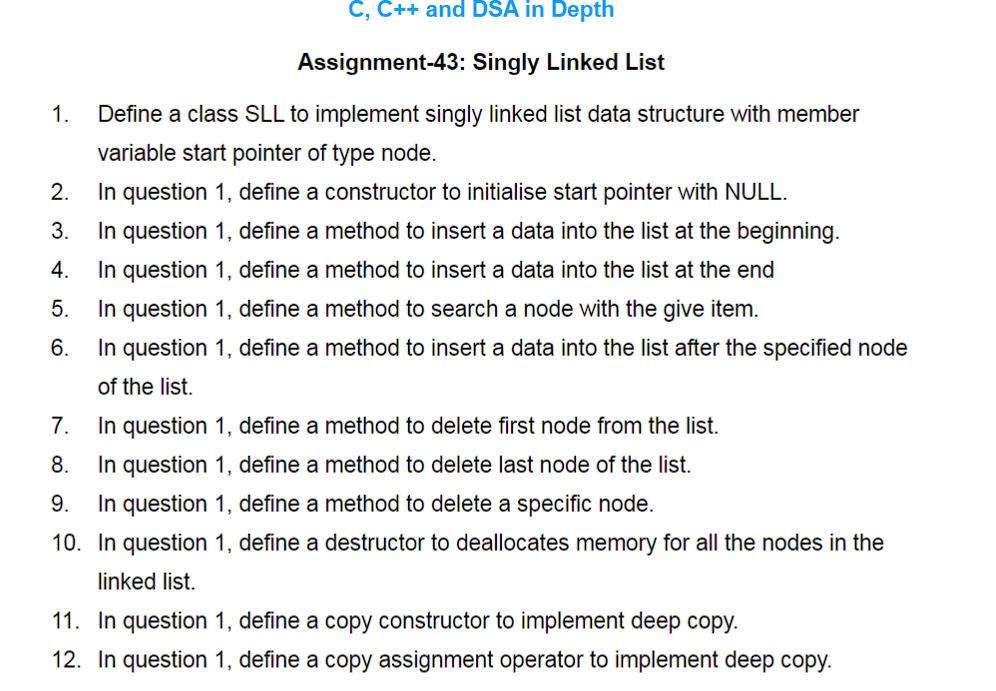 C, C++ and DSA in Depth
Assignment-43: Singly Linked List
1. Define a class SLL to implement singly linked list data structure with member
variable start pointer of type node.
2. In question 1, define a constructor to initialise start pointer with NULL.
3. In question 1, define a method to insert a data into the list at the beginning.
4. In question 1, define a method to insert a data into the list at the end
5. In question 1, define a method to search a node with the give item.
6. In question 1, define a method to insert a data into the list after the specified node
of the list.
7. In question 1, define a method to delete first node from the list.
8. In question 1, define a method to delete last node of the list.
9. In question 1, define a method to delete a specific node.
10. In question 1, define a destructor to deallocates memory for all the nodes in the
linked list.
11. In question 1, define a copy constructor to implement deep copy.
12. In question 1, define a copy assignment operator to implement deep copy.